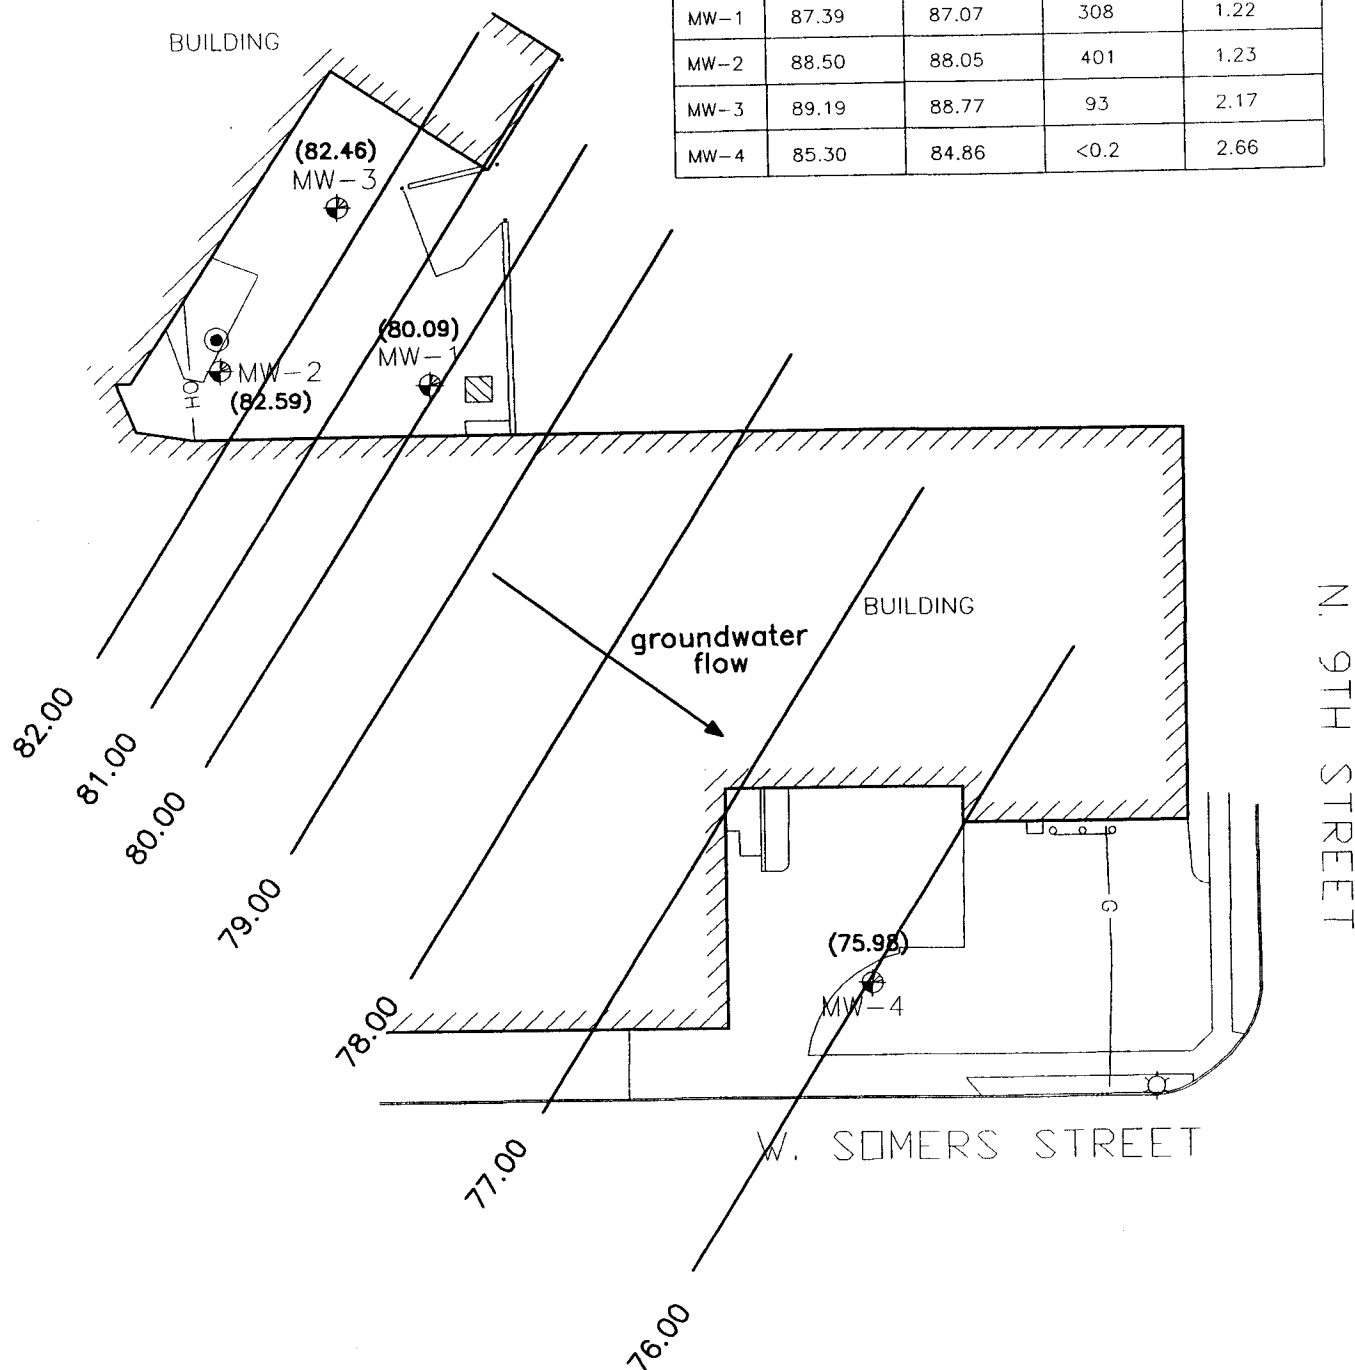 MW-1 87.39 87.07 308 1.22
MW-2 88.50 88.05 401 1.23
MW-3 89.19 88.77 93 2.17
MW-4 85.30 84.86 <0.2 2.66
BUILDING
(82.46)
MW-3
(80.09)
MW-1
MW-2
(82.59)
OH
BUILDING
groundwater
flow
N. 9TH STREET
82.00
81.00
80.00
79.00
78.00
77.00
76.00
G
(75.98)
MW-4
W. SOMERS STREET